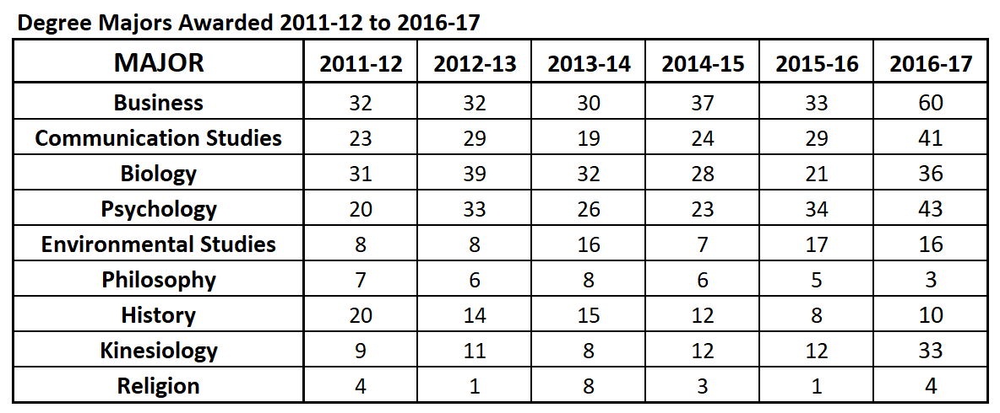 Degree Majors Awarded 2011-12 to 2016-17
MAJOR 2011-12 2012-13 2013-14 2014-15 2015-16 2016-17
Business 32 32 30 37 33 60
Communication Studies 23 29 19 24 29 41
Biology 31 39 32 28 21 36
Psychology 20 33 26 23 34 43
Environmental Studies 8 8 16 7 17 16
Philosophy 7 6 8 6 5 3
History 20 14 15 12 8 10
Kinesiology 9 11 8 12 12 33
Religion 4 1 8 3 1 4